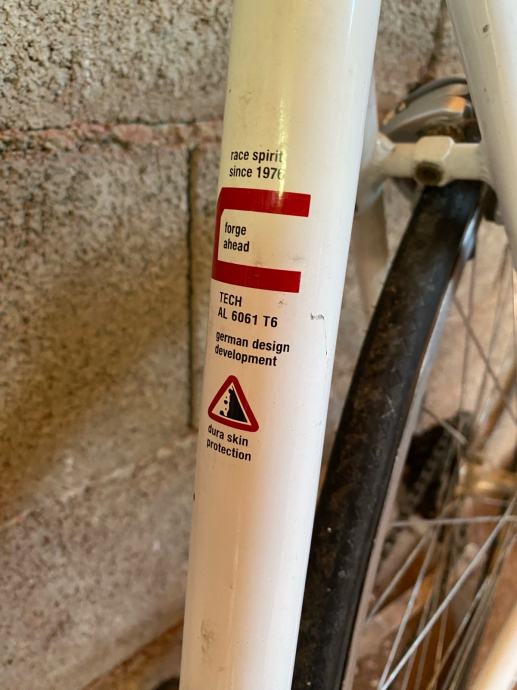 race spirit
since 1976
forge
ahead
TECH
AL 6061 T6
german design
development
dura skin
protection